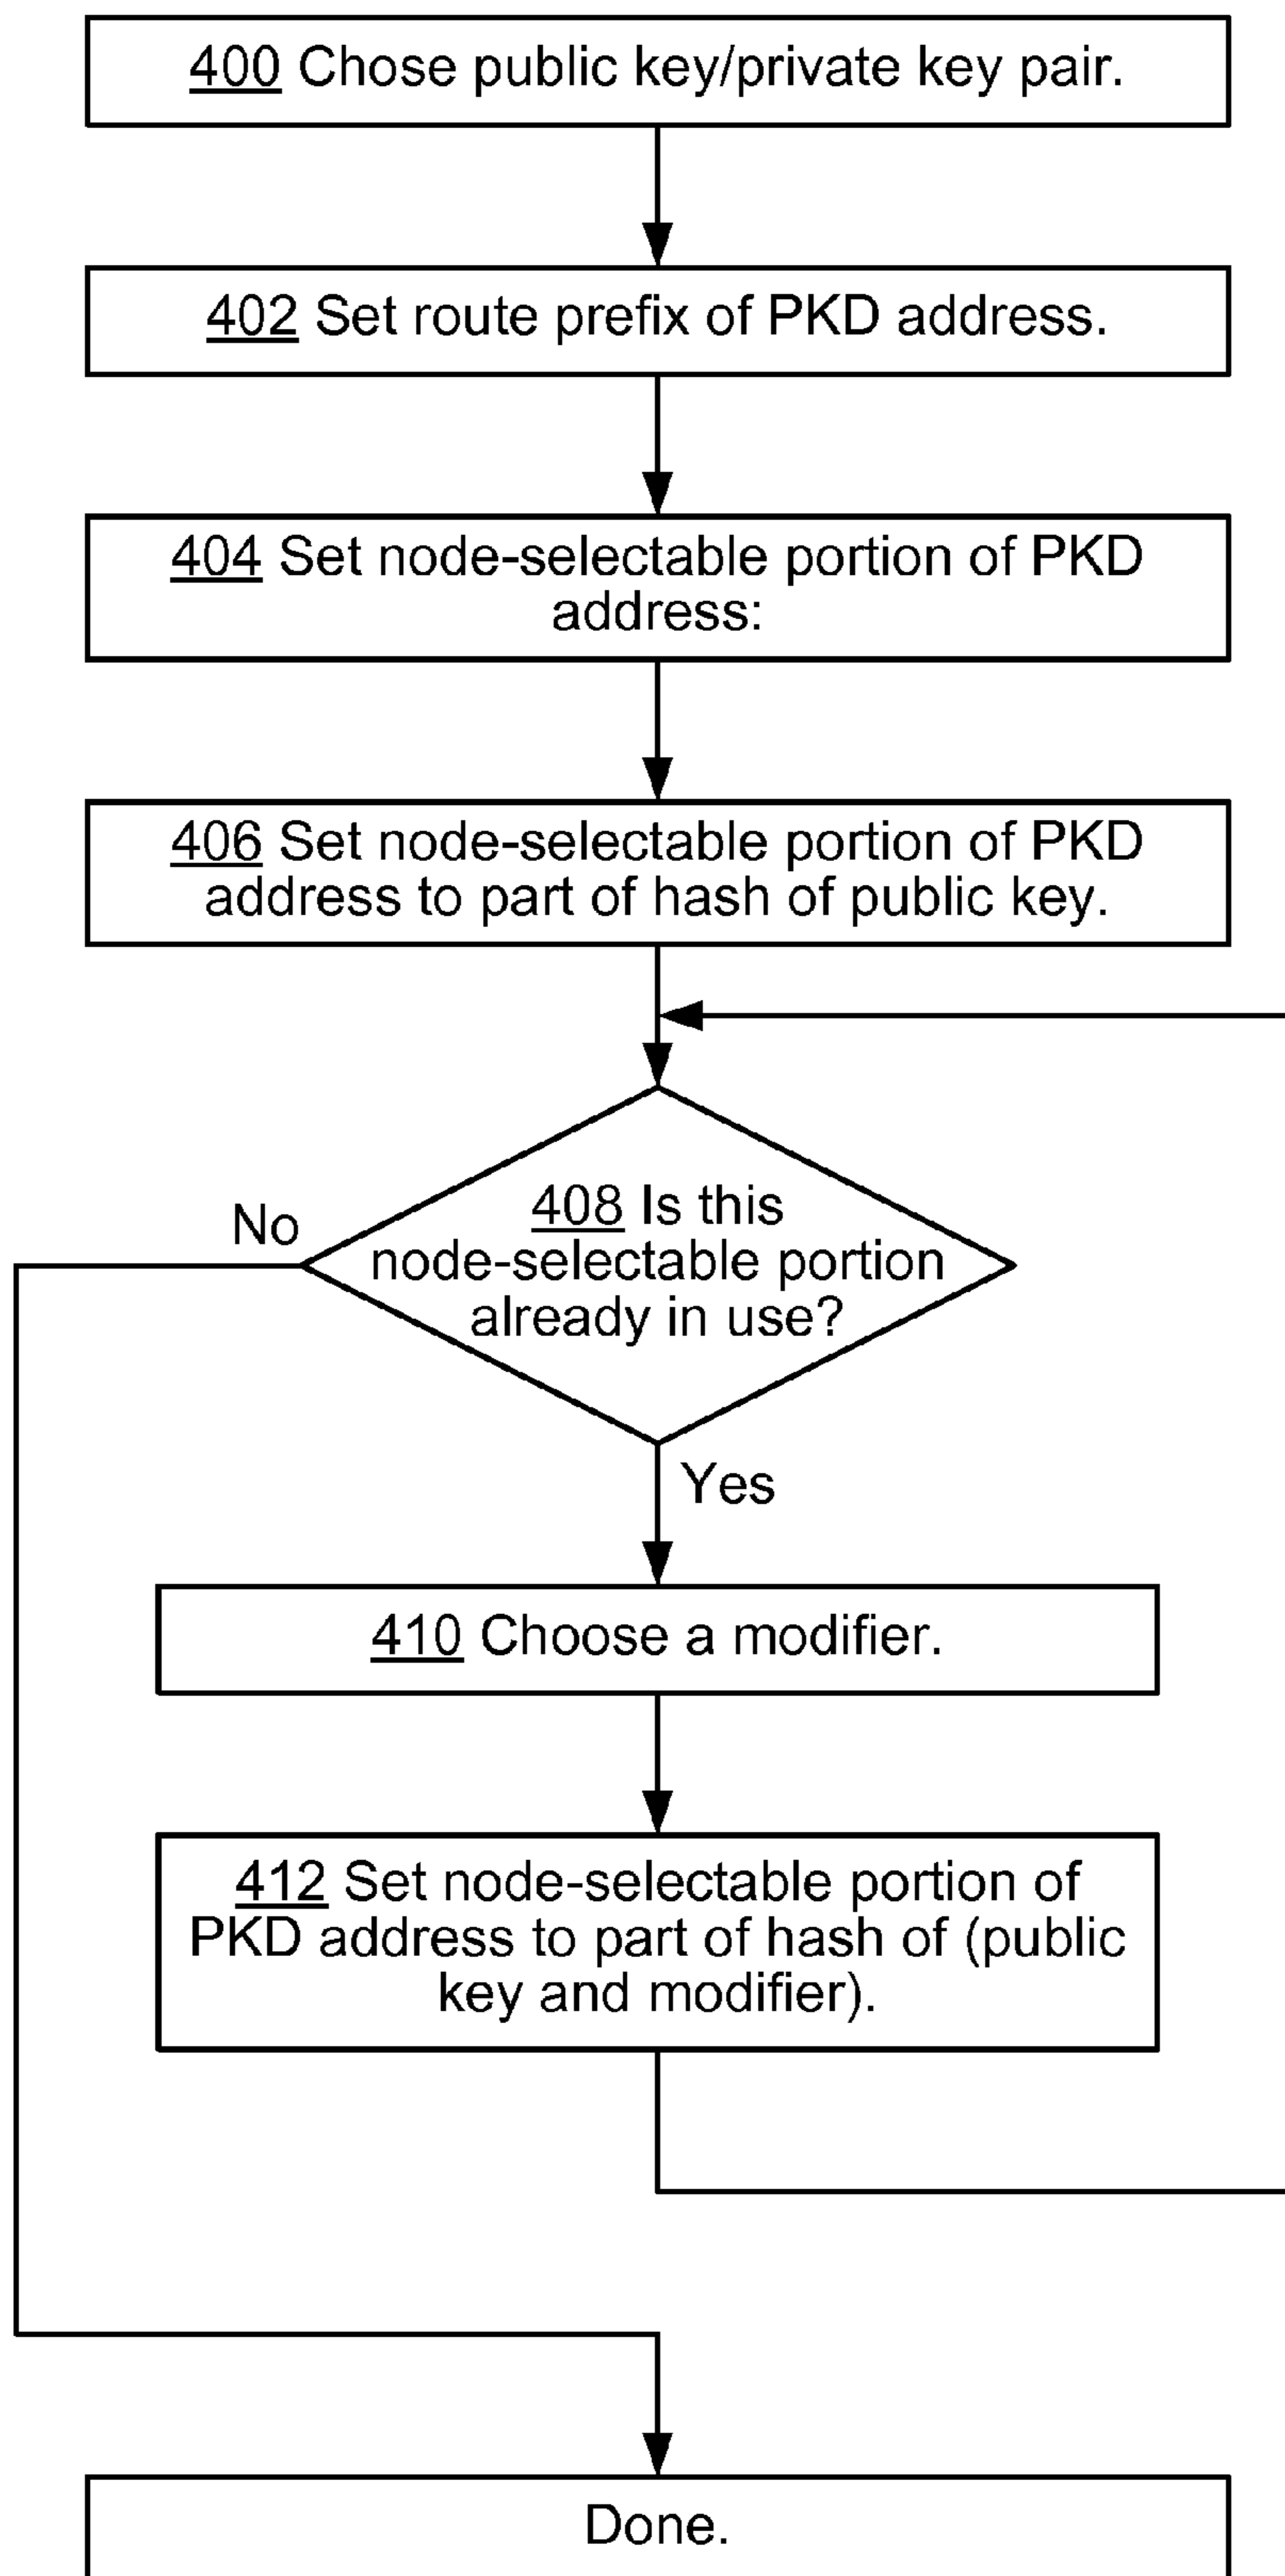 400 Chose public key/private key pair.
402 Set route prefix of PKD address.
404 Set node-selectable portion of PKD
address:
406 Set node-selectable portion of PKD
address to part of hash of public key.
No
408 Is this
node-selectable portion
already in use?
Yes
410 Choose a modifier.
412 Set node-selectable portion of
PKD address to part of hash of (public
key and modifier).
Done.